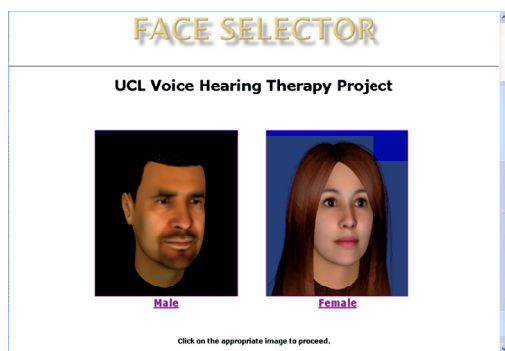 FACE SELECTOR
UCL Voice Hearing Therapy Project
Male Female
Click on the appropriate image to proceed.